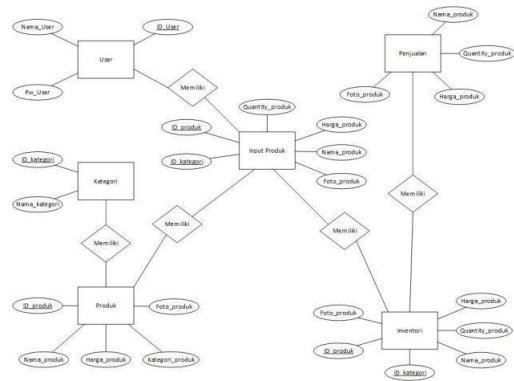 Nama_User
ID_User
User
Pw_User
Memiliki
Nama_produk
Penjualan
Quantity_produk
Foto_produk
Harga_produk
Quantity_produk
ID_produk
Harga_produk
Input Produk
Nama_produk
ID_kategori
Foto_produk
ID_kategori
Kategori
Nama_kategori
Memiliki
Memiliki
Memiliki
Memiliki
ID_produk
Produk
Foto_produk
Nama_produk
Harga_produk
Kategori_produk
Foto_produk
Harga_produk
Inventori
Quantity_produk
ID_produk
Nama_produk
ID_kategori